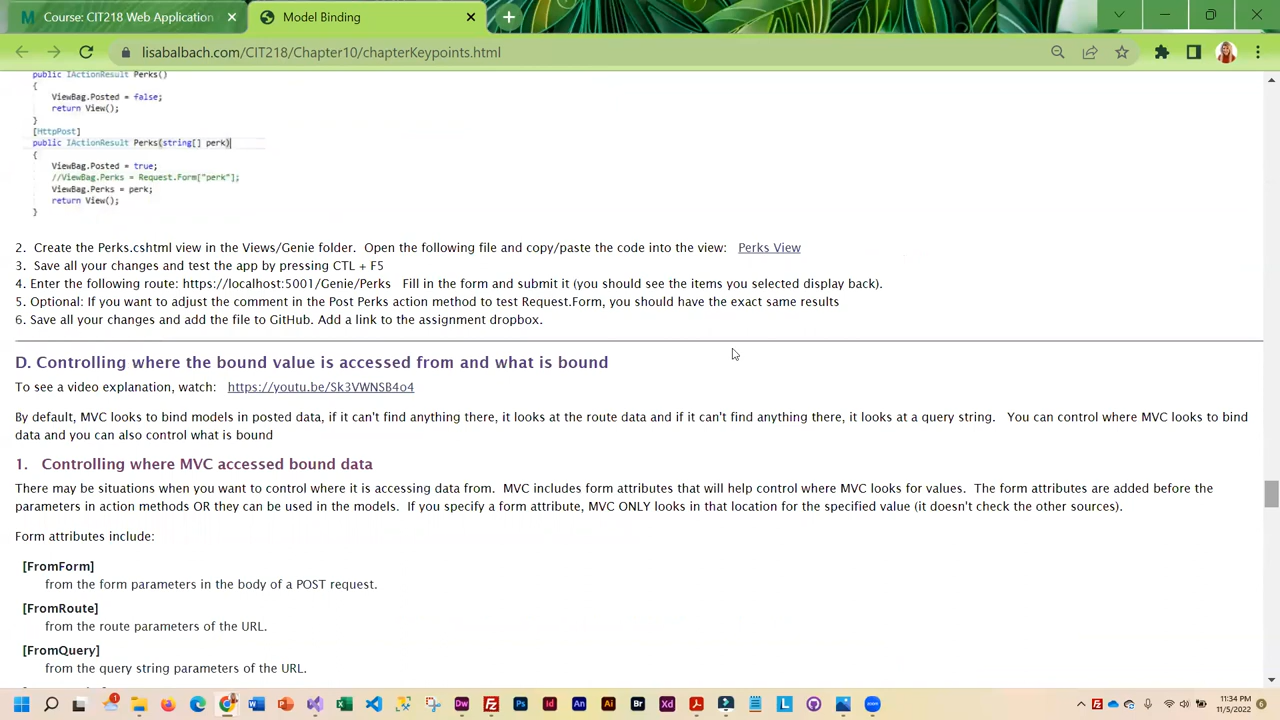 Course: CIT218 Web Application
Model Binding
lisabalbach.com/CIT218/Chapter10/chapterKeypoints.html
public IActionResult Perks()
{
ViewBag.Posted = false;
return View();
}
[HttpPost]
public IActionResult Perks(string[] perk)
{
ViewBag.Posted = true;
//ViewBag.Perks = Request.Form["perk"];
ViewBag.Perks = perk;
return View();
}
2. Create the Perks.cshtml view in the Views/Genie folder. Open the following file and copy/paste the code into the view: Perks View
3. Save all your changes and test the app by pressing CTL + F5
4. Enter the following route: https://localhost:5001/Genie/Perks Fill in the form and submit it (you should see the items you selected display back).
5. Optional: If you want to adjust the comment in the Post Perks action method to test Request.Form, you should have the exact same results
6. Save all your changes and add the file to GitHub. Add a link to the assignment dropbox.
D. Controlling where the bound value is accessed from and what is bound
To see a video explanation, watch: https://youtu.be/Sk3VWNSB4o4
By default, MVC looks to bind models in posted data, if it can't find anything there, it looks at the route data and if it can't find anything there, it looks at a query string. You can control where MVC looks to bind
data and you can also control what is bound
1. Controlling where MVC accessed bound data
There may be situations when you want to control where it is accessing data from. MVC includes form attributes that will help control where MVC looks for values. The form attributes are added before the
parameters in action methods OR they can be used in the models. If you specify a form attribute, MVC ONLY looks in that location for the specified value (it doesn't check the other sources).
Form attributes include:
[FromForm]
from the form parameters in the body of a POST request.
[FromRoute]
from the route parameters of the URL.
[FromQuery]
from the query string parameters of the URL.
11:34 PM
11/5/2022